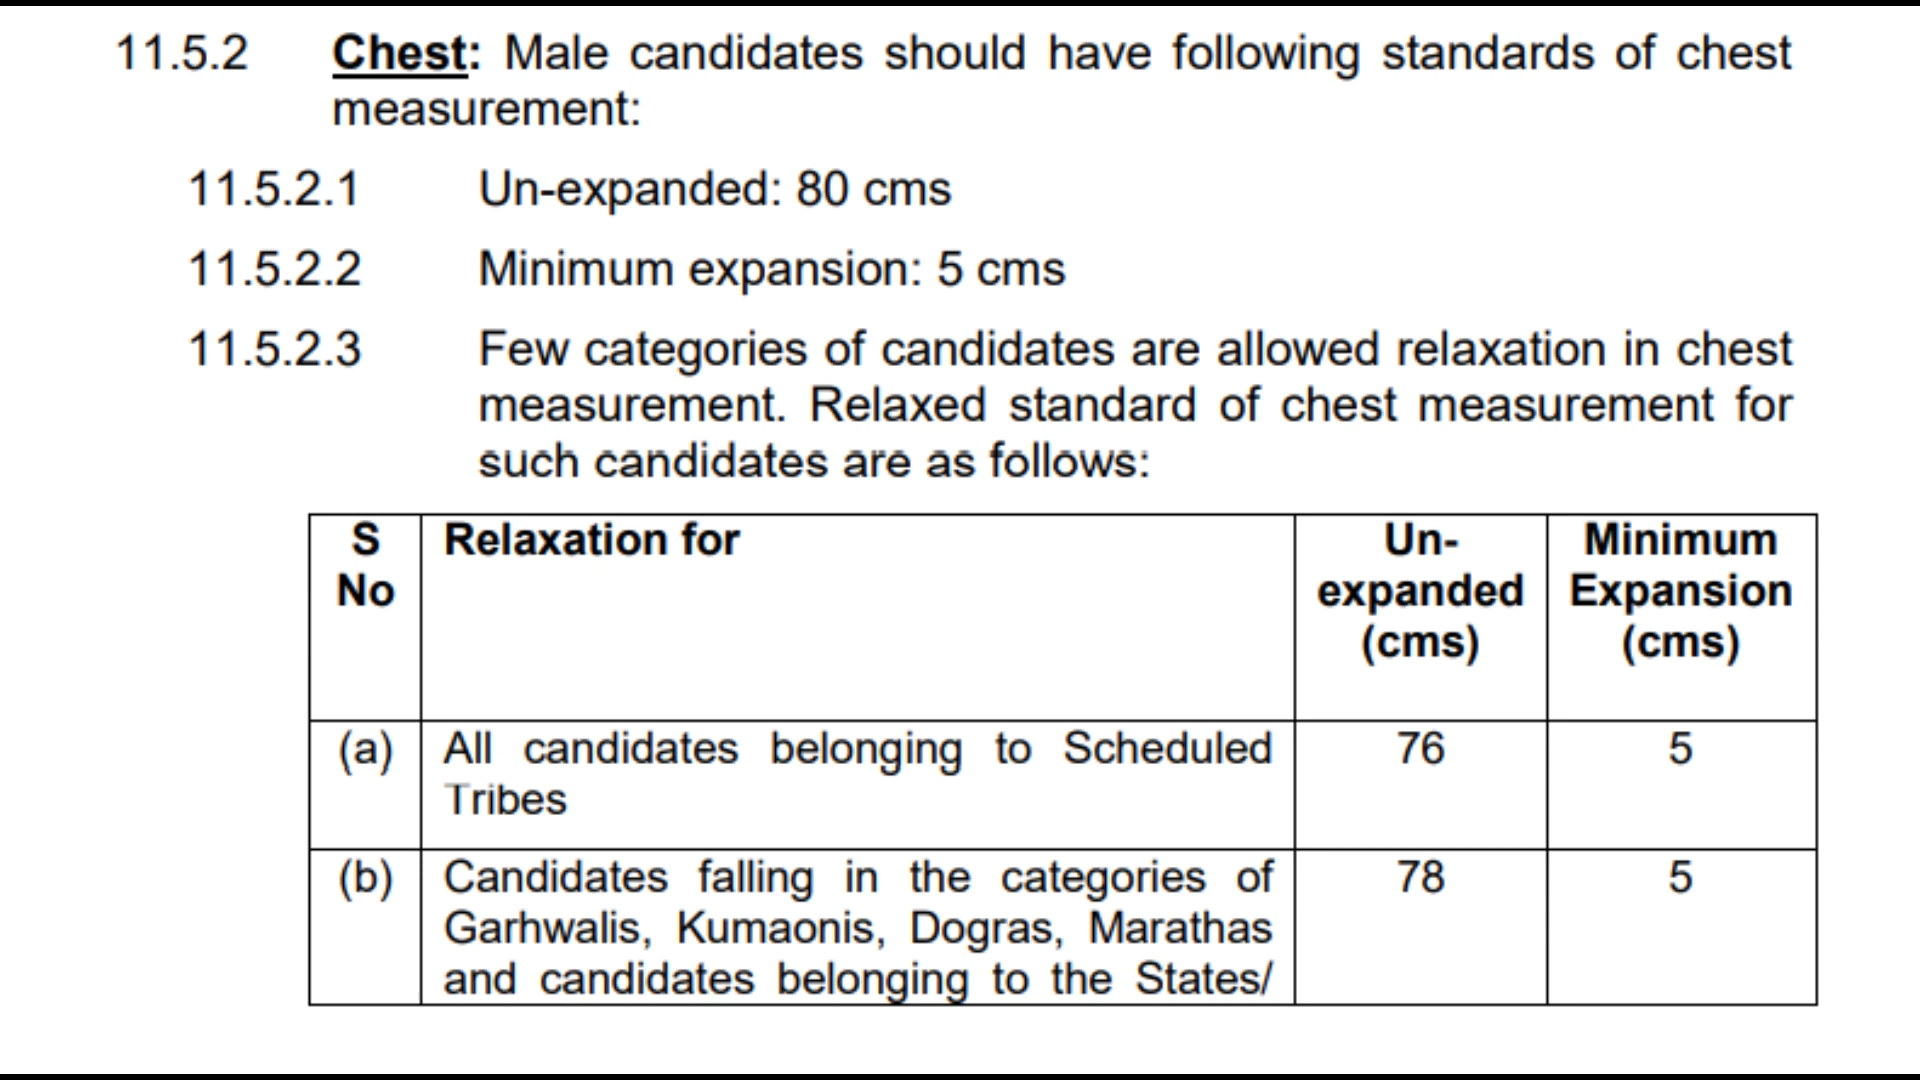 11.5.2 Chest: Male candidates should have following standards of chest
measurement:
11.5.2.1 Un-expanded: 80 cms
11.5.2.2 Minimum expansion: 5 cms
11.5.2.3 Few categories of candidates are allowed relaxation in chest
measurement. Relaxed standard of chest measurement for
such candidates are as follows:
S No Relaxation for Un-expanded (cms) Minimum Expansion (cms)
(a) All candidates belonging to Scheduled 76 5
Tribes
(b) Candidates falling in the categories of 78 5
Garhwalis, Kumaonis, Dogras, Marathas
and candidates belonging to the States/